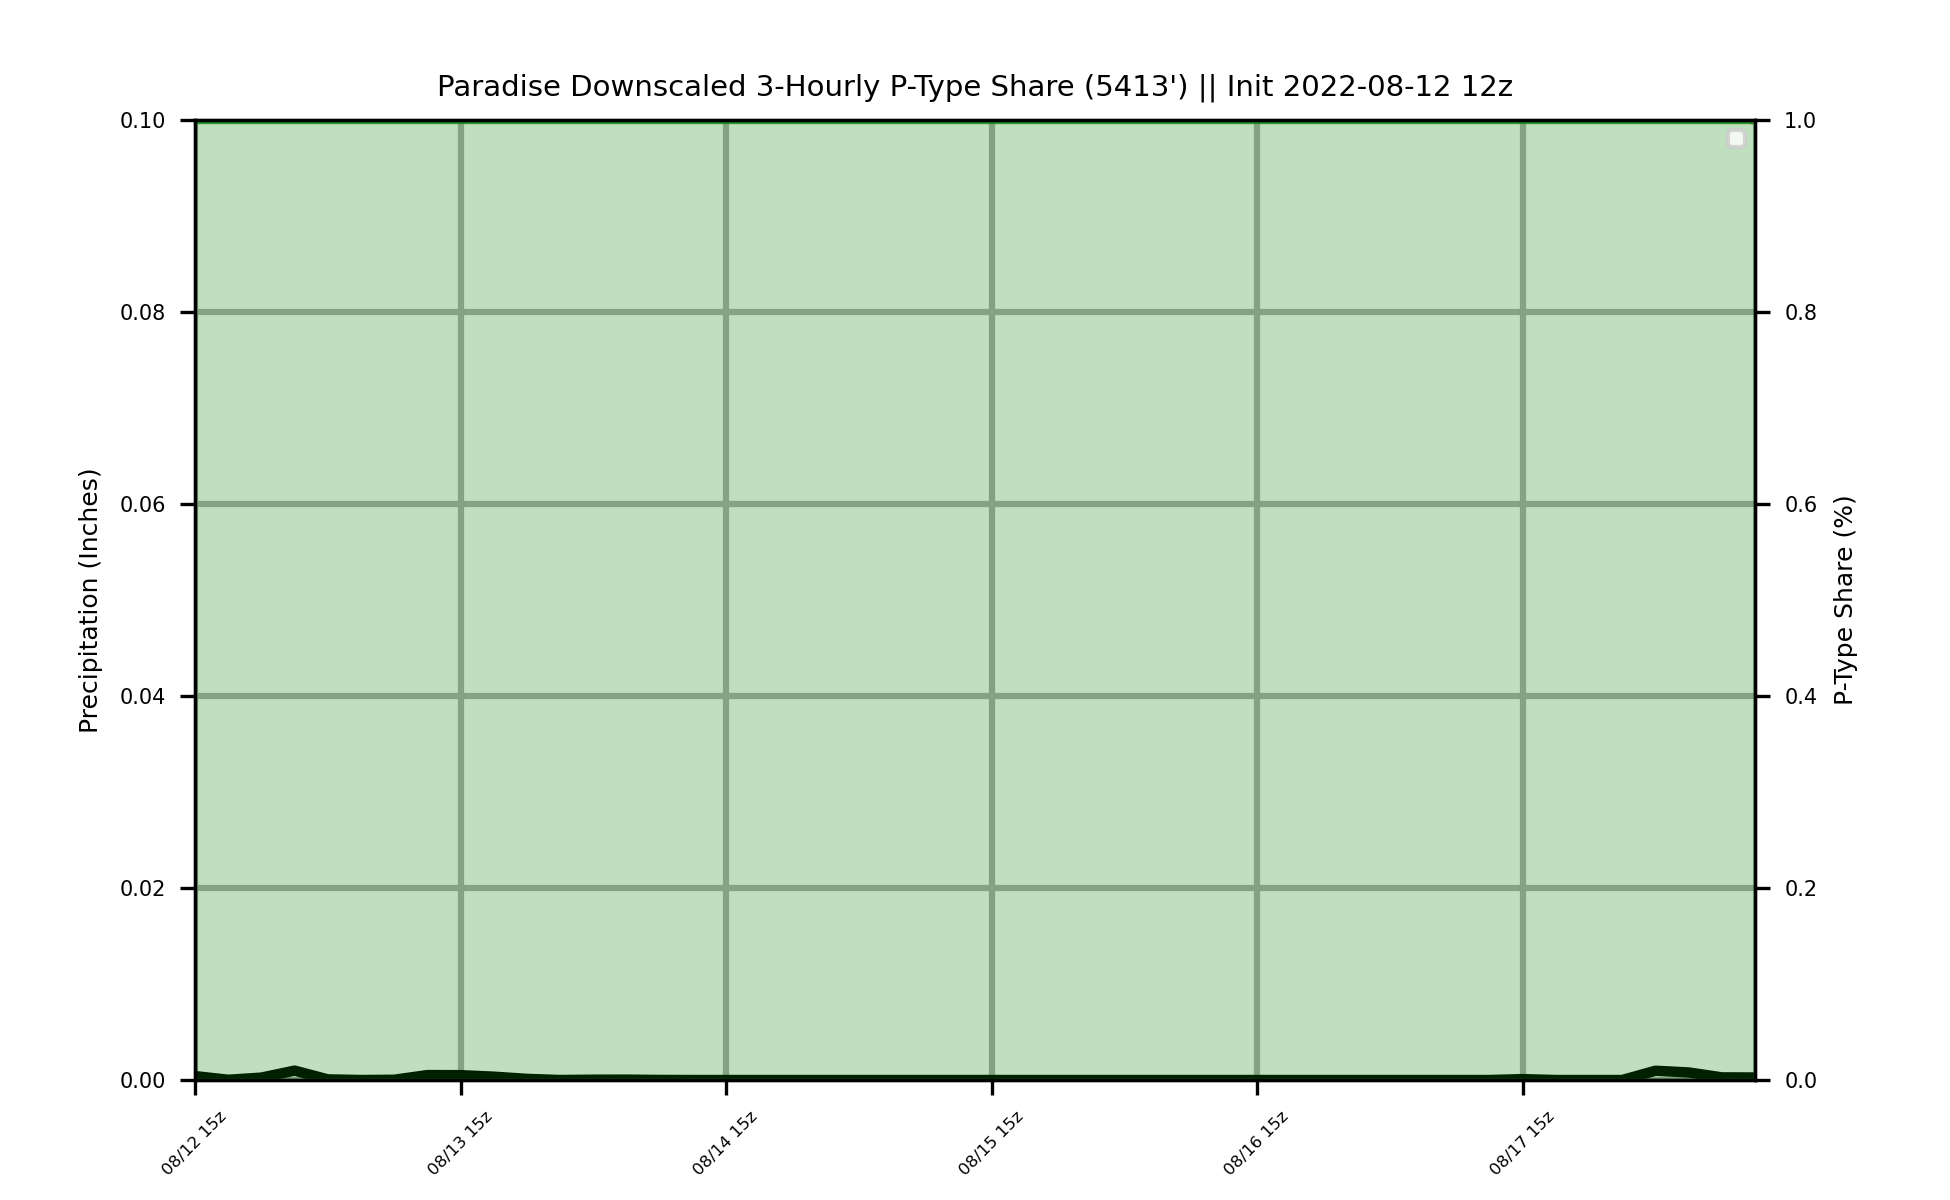 Paradise Downscaled 3-Hourly P-Type Share (5413') || Init 2022-08-12 12z
0.10
0.08
0.06
0.04
0.02
0.00
Precipitation (Inches)
1.0
0.8
0.6
0.4
0.2
0.0
P-Type Share (%)
08/12 15z
08/13 15z
08/14 15z
08/15 15z
08/16 15z
08/17 15z